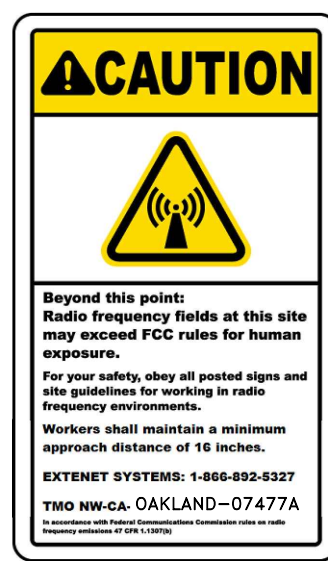 CAUTION
Beyond this point:
Radio frequency fields at this site
may exceed FCC rules for human
exposure.
For your safety, obey all posted signs and
site guidelines for working in radio
frequency environments.
Workers shall maintain a minimum
approach distance of 16 inches.
EXTENET SYSTEMS: 1-866-892-5327
TMO NW-CA- OAKLAND-07477A
In accordance with Federal Communications Commission rules on radio
frequency emissions 47 CFR 1.1307(b)